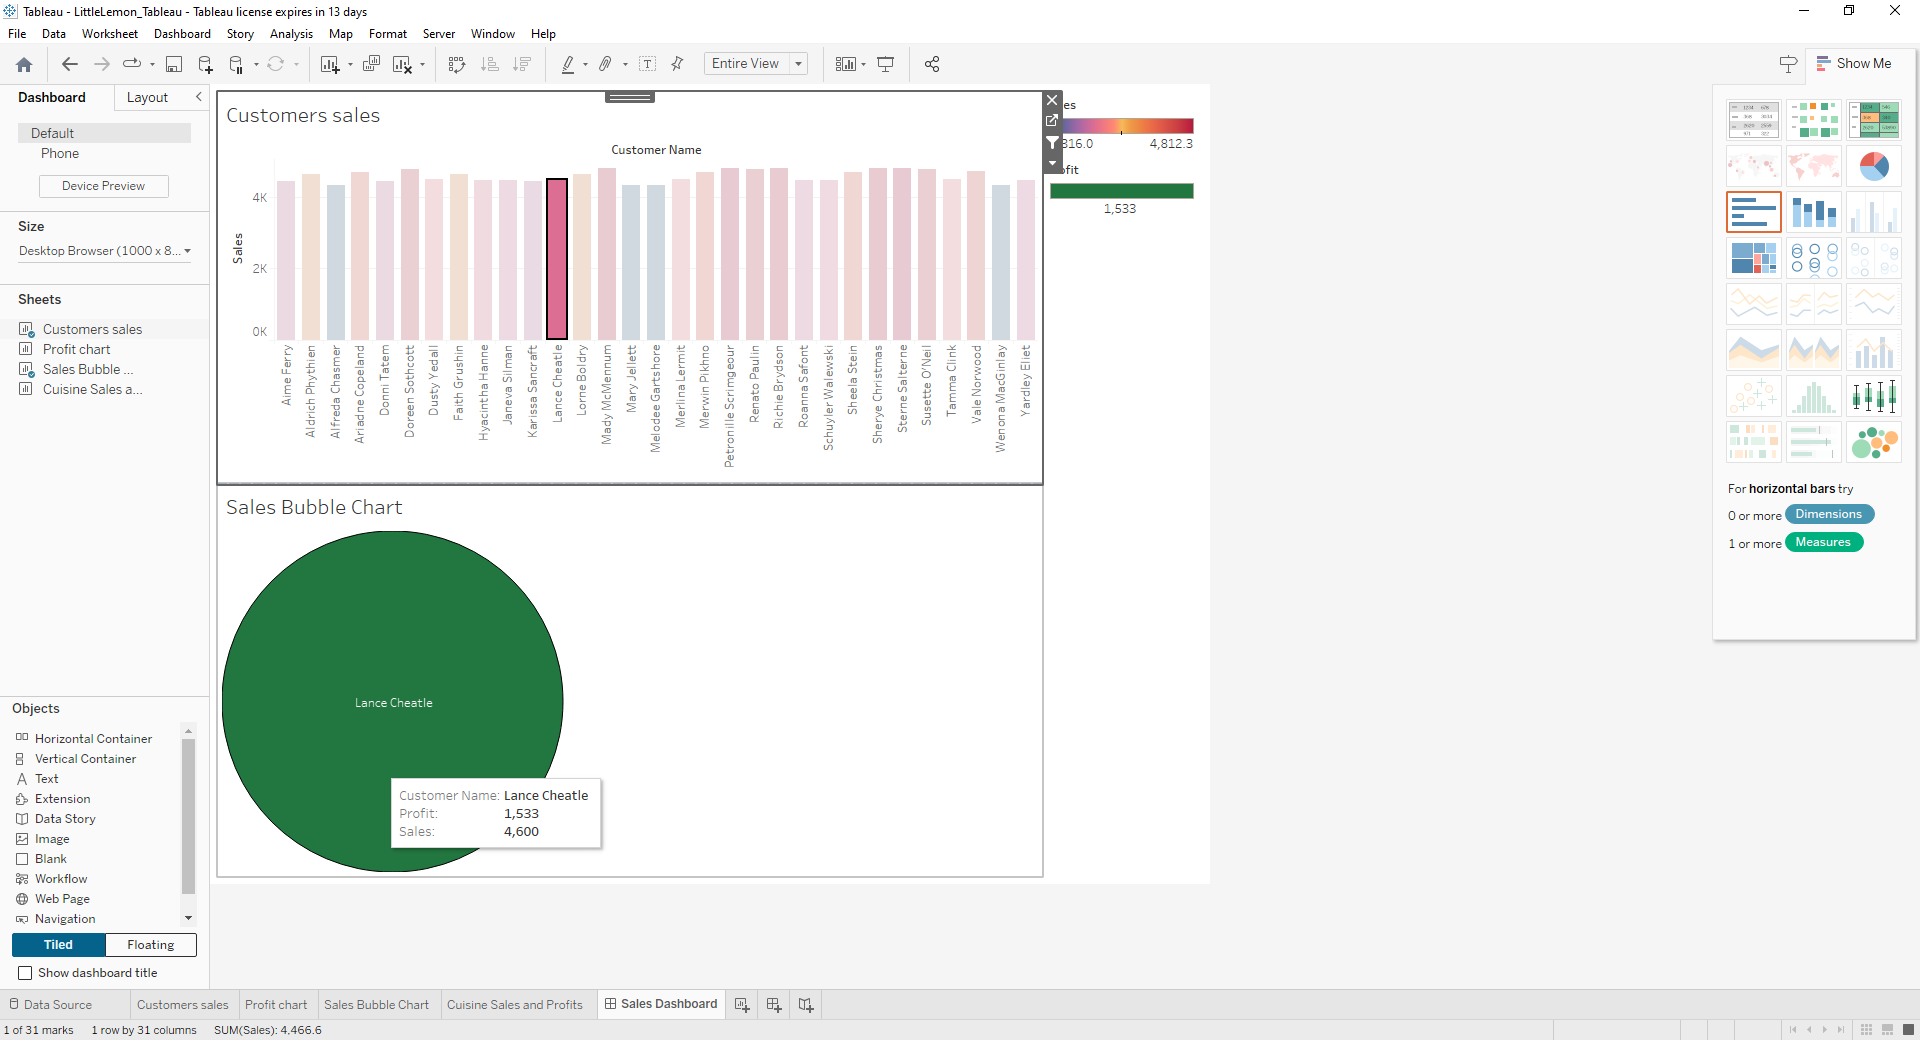 Tableau - LittleLemon_Tableau - Tableau license expires in 13 days
File Data Worksheet Dashboard Story Analysis Map Format Server Window Help
Entire View
Show Me
Dashboard Layout
Default
Phone
Device Preview
Size
Desktop Browser (1000 x 8...
Sheets
Customers sales
Profit chart
Sales Bubble ...
Cuisine Sales a...
Objects
Horizontal Container
Vertical Container
Text
Extension
Data Story
Image
Blank
Workflow
Web Page
Navigation
Tiled Floating
Show dashboard title
Customers sales
Customer Name
Sales
4K
2K
0K
Aime Ferry
Aldrich Phythien
Alfreda Chasmer
Ariadne Copeland
Donni Tatem
Doreen Sothcott
Dusty Yedall
Faith Grushin
Hyacintha Hanne
Janeva Silman
Karissa Sancraft
Lance Cheatle
Lorne Boldry
Mady McMennum
Mary Jellett
Melodee Gartshore
Merlina Lermit
Merwin Pikhno
Petronille Scrimgeour
Renato Paulin
Richie Brydson
Roanna Safont
Schuyler Walewski
Sheela Stein
Sherye Christmas
Sterne Salterne
Susette O'Neil
Tamma Clink
Vale Norwood
Wenona MacGinlay
Yardley Eliet
es
816.0 4,812.3
ofit
1,533
Sales Bubble Chart
Lance Cheatle
Customer Name: Lance Cheatle
Profit: 1,533
Sales: 4,600
For horizontal bars try
0 or more Dimensions
1 or more Measures
Data Source Customers sales Profit chart Sales Bubble Chart Cuisine Sales and Profits Sales Dashboard
1 of 31 marks 1 row by 31 columns SUM(Sales): 4,466.6